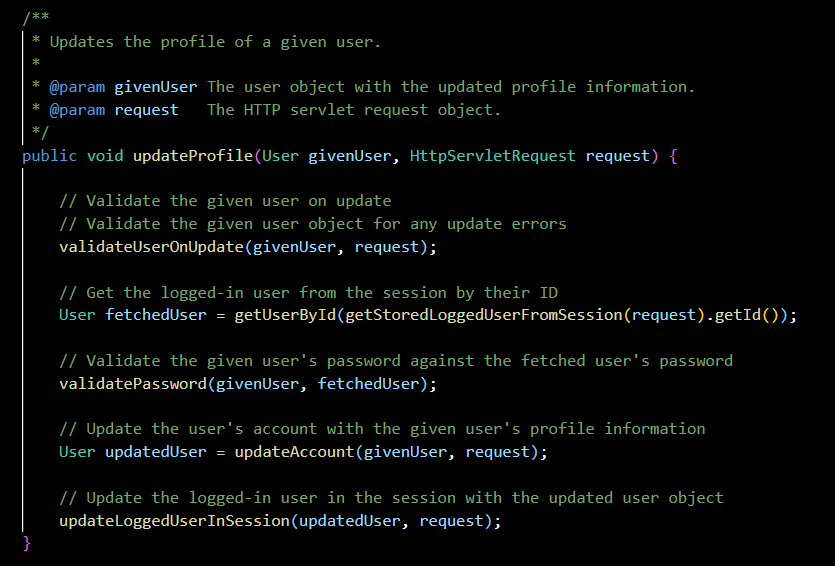 /**
 * Updates the profile of a given user.
 *
 * @param givenUser The user object with the updated profile information.
 * @param request   The HTTP servlet request object.
 */
public void updateProfile(User givenUser, HttpServletRequest request) {
    // Validate the given user on update
    // Validate the given user object for any update errors
    validateUserOnUpdate(givenUser, request);
    // Get the logged-in user from the session by their ID
    User fetchedUser = getUserById(getStoredLoggedUserFromSession(request).getId());
    // Validate the given user's password against the fetched user's password
    validatePassword(givenUser, fetchedUser);
    // Update the user's account with the given user's profile information
    User updatedUser = updateAccount(givenUser, request);
    // Update the logged-in user in the session with the updated user object
    updateLoggedUserInSession(updatedUser, request);
}